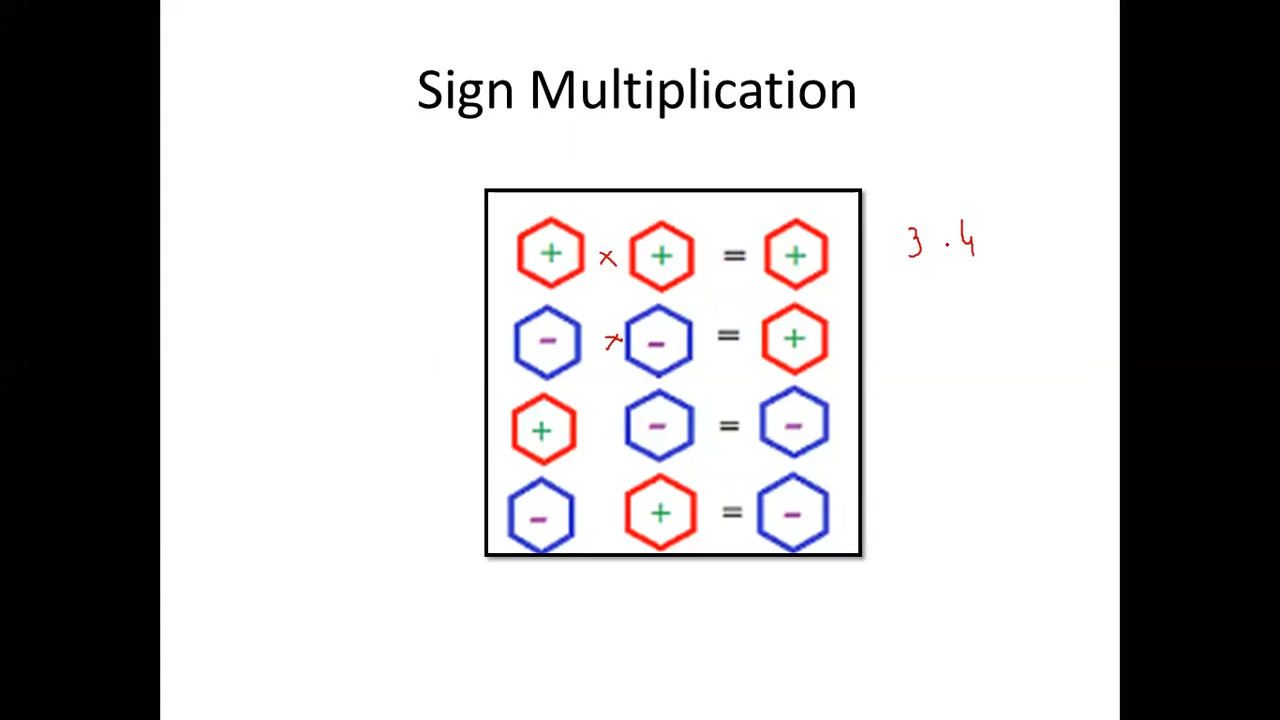 Sign Multiplication
+ × + = + 3 . 4
- × - = +
+ - = -
- + = -